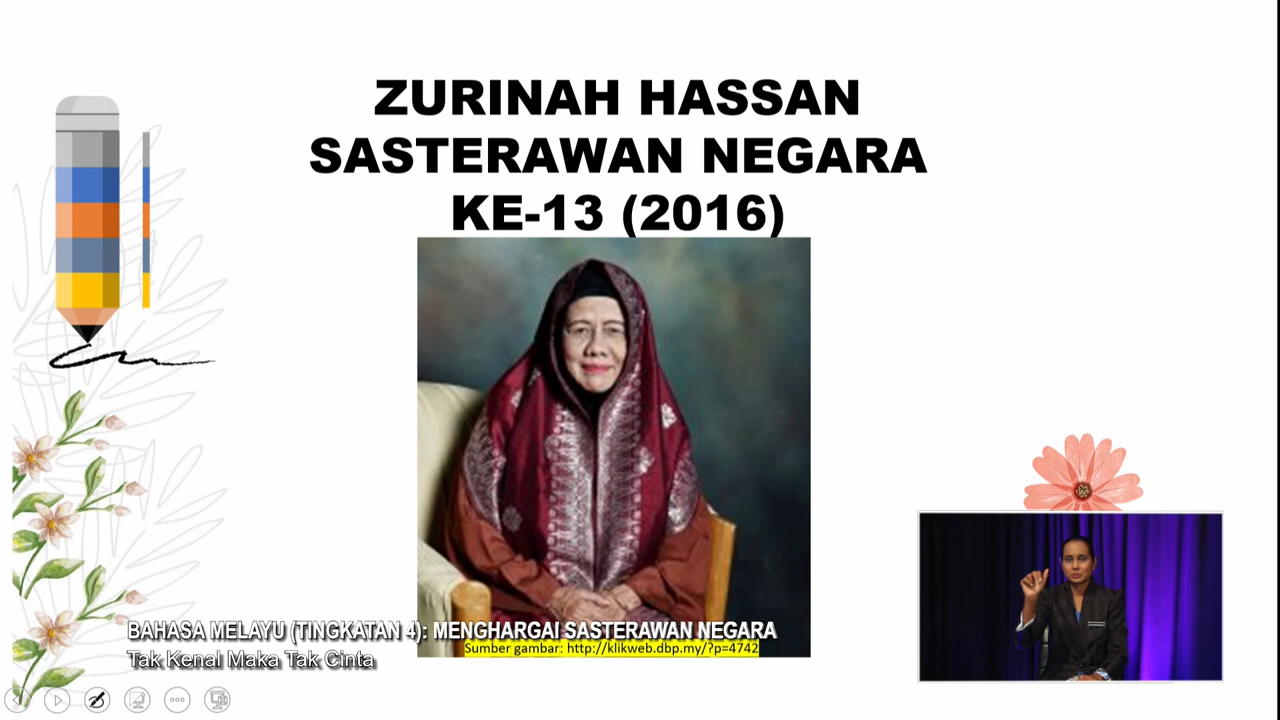 ZURINAH HASSAN
SASTERAWAN NEGARA
KE-13 (2016)
BAHASA MELAYU (TINGKATAN 4): MENGHARGAI SASTERAWAN NEGARA
Sumber gambar: http://klikweb.dbp.my/?p=4742
Tak Kenal Maka Tak Cinta